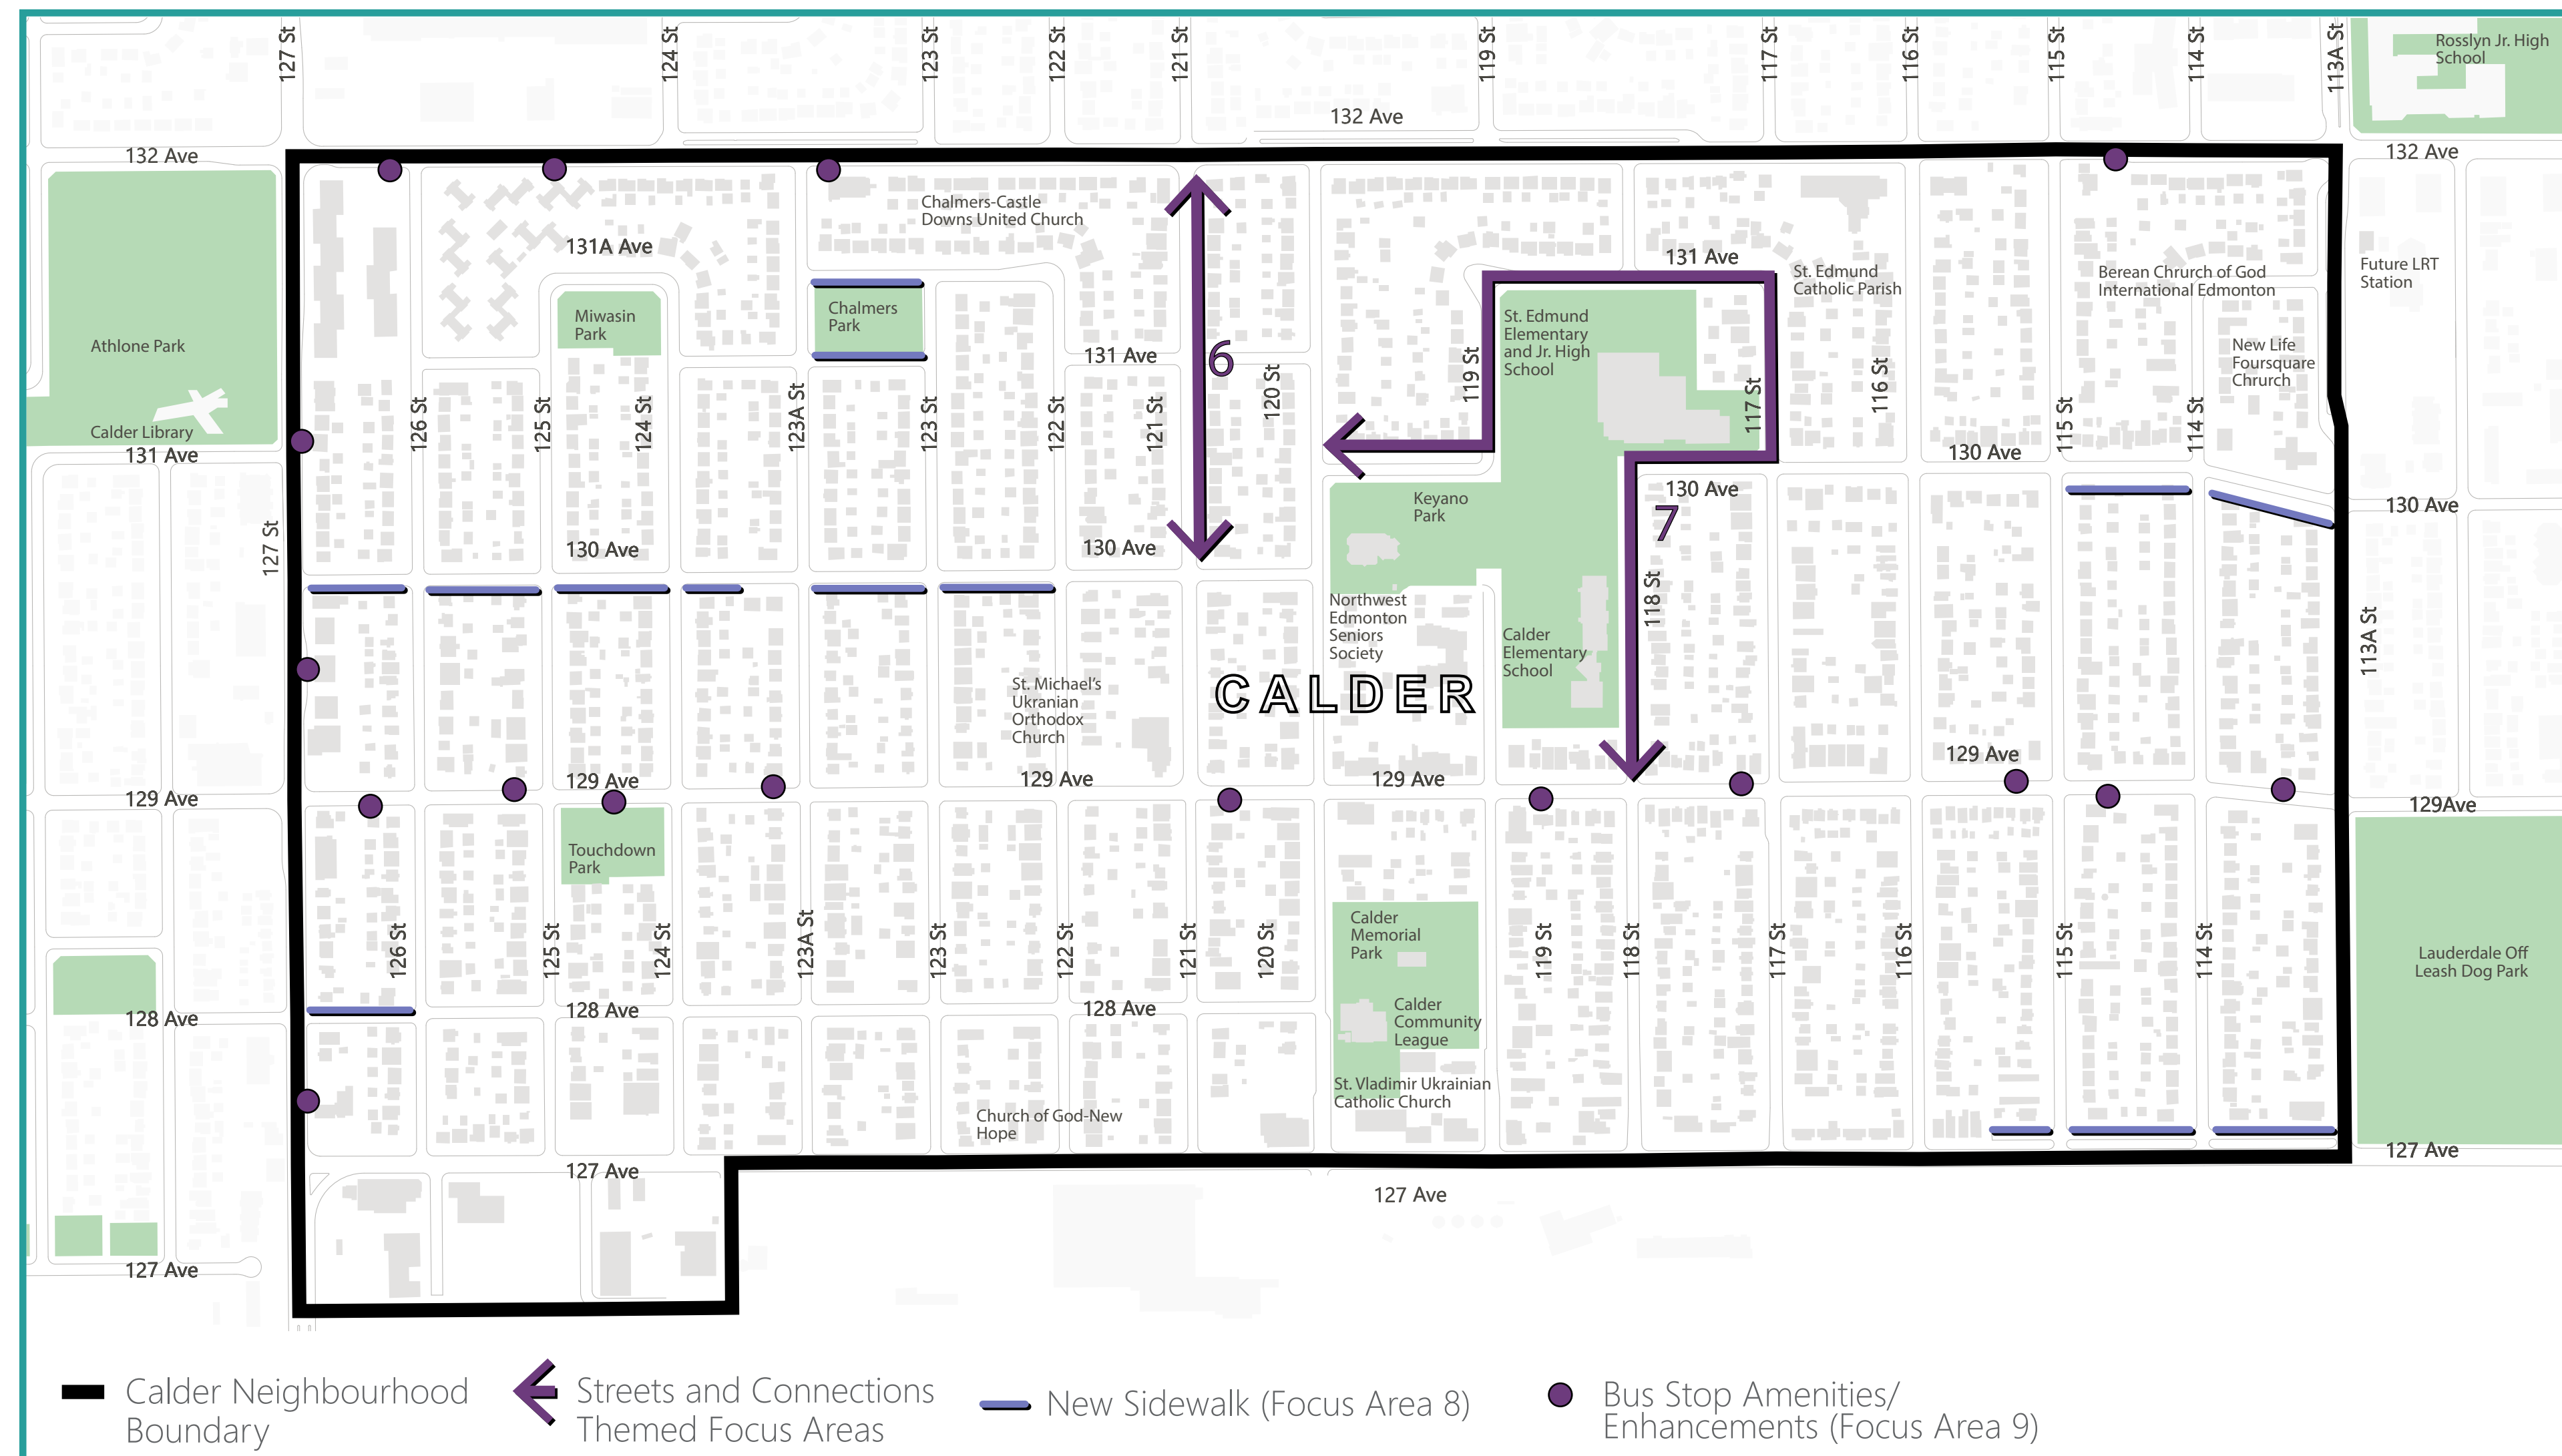 127 St
124 St
123 St
122 St
121 St
119 St
117 St
116 St
115 St
114 St
113A St
Rosslyn Jr. High
School
132 Ave
132 Ave
132 Ave
Chalmers-Castle
Downs United Church
131A Ave
131 Ave
St. Edmund
Catholic Parish
Berean Chruch of God
International Edmonton
Future LRT
Station
Miwasin
Park
Chalmers
Park
St. Edmund
Elementary
and Jr. High
School
Athlone Park
131 Ave
6
New Life
Foursquare
Chruch
119 St
120 St
116 St
117 St
Calder Library
131 Ave
126 St
125 St
124 St
123A St
123 St
122 St
121 St
115 St
114 St
130 Ave
130 Ave
Keyano
Park
7
130 Ave
127 St
130 Ave
130 Ave
118 St
Northwest
Edmonton
Seniors
Society
Calder
Elementary
School
113A St
St. Michael's
Ukranian
Orthodox
Church
CALDER
129 Ave
129 Ave
129 Ave
129 Ave
129 Ave
129Ave
Touchdown
Park
126 St
125 St
124 St
123A St
123 St
122 St
121 St
120 St
Calder
Memorial
Park
119 St
118 St
117 St
116 St
115 St
114 St
Lauderdale Off
Leash Dog Park
128 Ave
128 Ave
128 Ave
Calder
Community
League
St. Vladimir Ukrainian
Catholic Church
Church of God-New
Hope
127 Ave
127 Ave
127 Ave
127 Ave
Calder Neighbourhood
Boundary
Streets and Connections
Themed Focus Areas
New Sidewalk (Focus Area 8)
Bus Stop Amenities/
Enhancements (Focus Area 9)